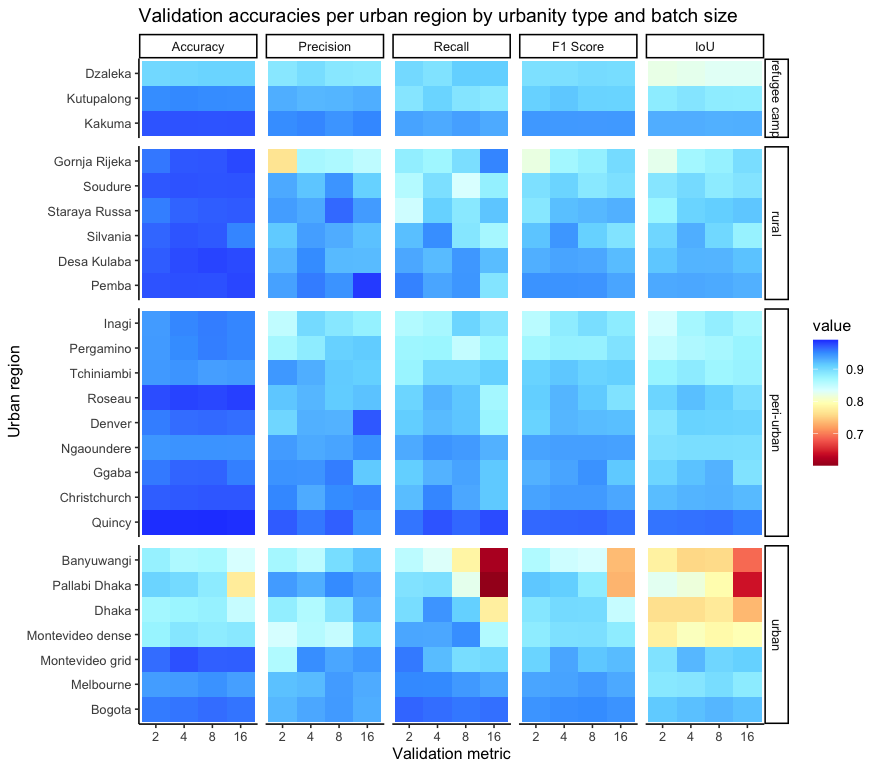 Validation accuracies per urban region by urbanity type and batch size
Accuracy Precision Recall F1 Score IoU
Dzaleka
Kutupalong
Kakuma
refugee camp
Gornja Rijeka
Soudure
Staraya Russa
Silvania
Desa Kulaba
Pemba
rural
Inagi
Pergamino
Tchiniambi
Roseau
Denver
Ngaoundere
Ggaba
Christchurch
Quincy
peri-urban
Banyuwangi
Pallabi Dhaka
Dhaka
Montevideo dense
Montevideo grid
Melbourne
Bogota
urban
2 4 8 16 2 4 8 16 2 4 8 16 2 4 8 16 2 4 8 16
Validation metric
Urban region
value
0.9
0.8
0.7